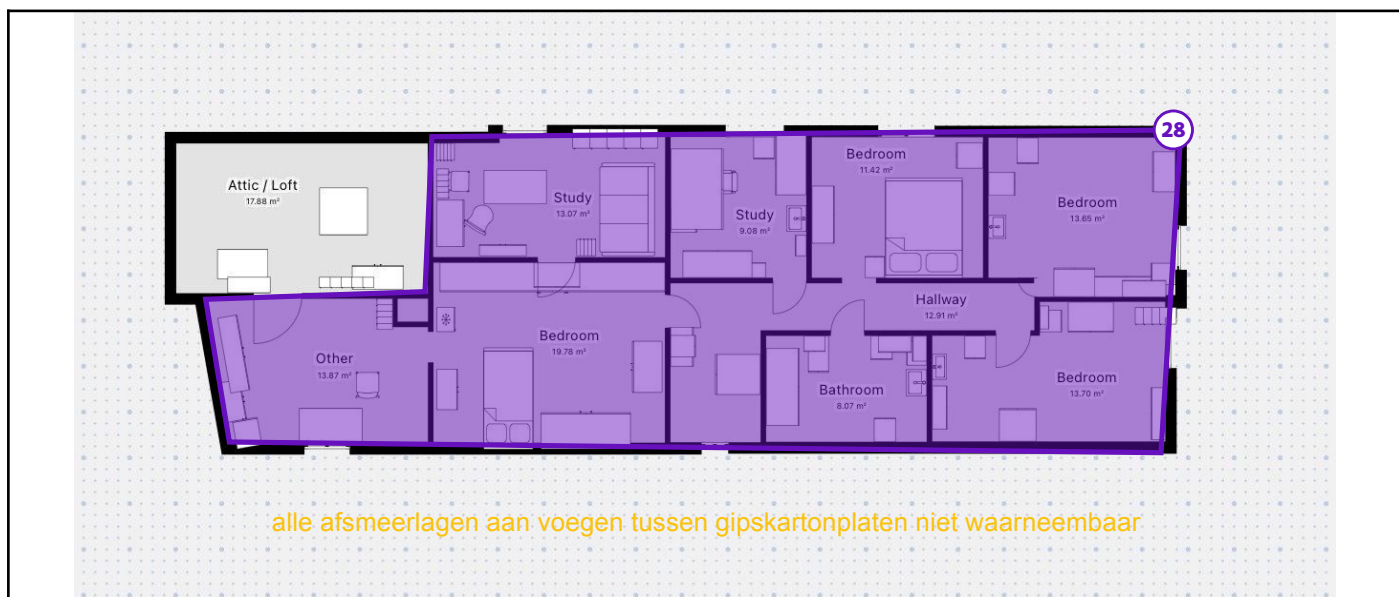 28
Attic / Loft
17.88 m²
Study
13.07 m²
Study
9.08 m²
Bedroom
11.42 m²
Bedroom
13.65 m²
Hallway
12.91 m²
Other
13.87 m²
Bedroom
19.78 m²
Bathroom
8.07 m²
Bedroom
13.70 m²
alle afsmeerlagen aan voegen tussen gipskartonplaten niet waarneembaar